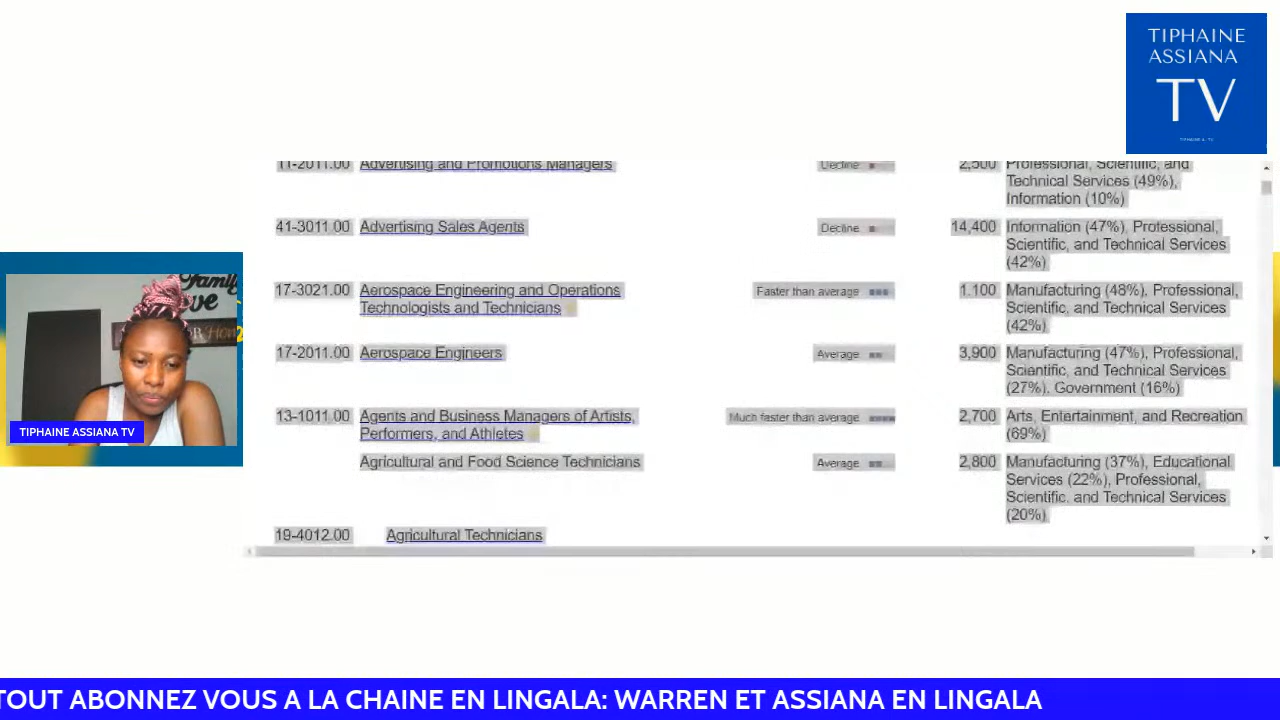 TIPHAINE
ASSIANA
TV
11-2011.00 Advertising and Promotions Managers Decline 2,500 Professional, Scientific, and
Technical Services (49%),
Information (10%)
41-3011.00 Advertising Sales Agents Decline 14,400 Information (47%), Professional,
Scientific, and Technical Services
(42%)
17-3021.00 Aerospace Engineering and Operations Faster than average 1,100 Manufacturing (48%), Professional,
Technologists and Technicians Scientific, and Technical Services
(42%)
17-2011.00 Aerospace Engineers Average 3,900 Manufacturing (47%), Professional,
Scientific, and Technical Services
(27%), Government (16%)
13-1011.00 Agents and Business Managers of Artists, Much faster than average 2,700 Arts, Entertainment, and Recreation
Performers, and Athletes (69%)
Agricultural and Food Science Technicians Average 2,800 Manufacturing (37%), Educational
Services (22%), Professional,
Scientific, and Technical Services
(20%)
19-4012.00 Agricultural Technicians
Family
ve
R Hom
TIPHAINE ASSIANA TV
TOUT ABONNEZ VOUS A LA CHAINE EN LINGALA: WARREN ET ASSIANA EN LINGALA